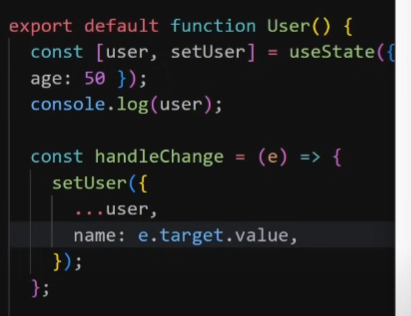 export default function User() {
const [user, setUser] = useState({
age: 50 });
console.log(user);
const handleChange = (e) => {
setUser({
...user,
name: e.target.value,
});
};